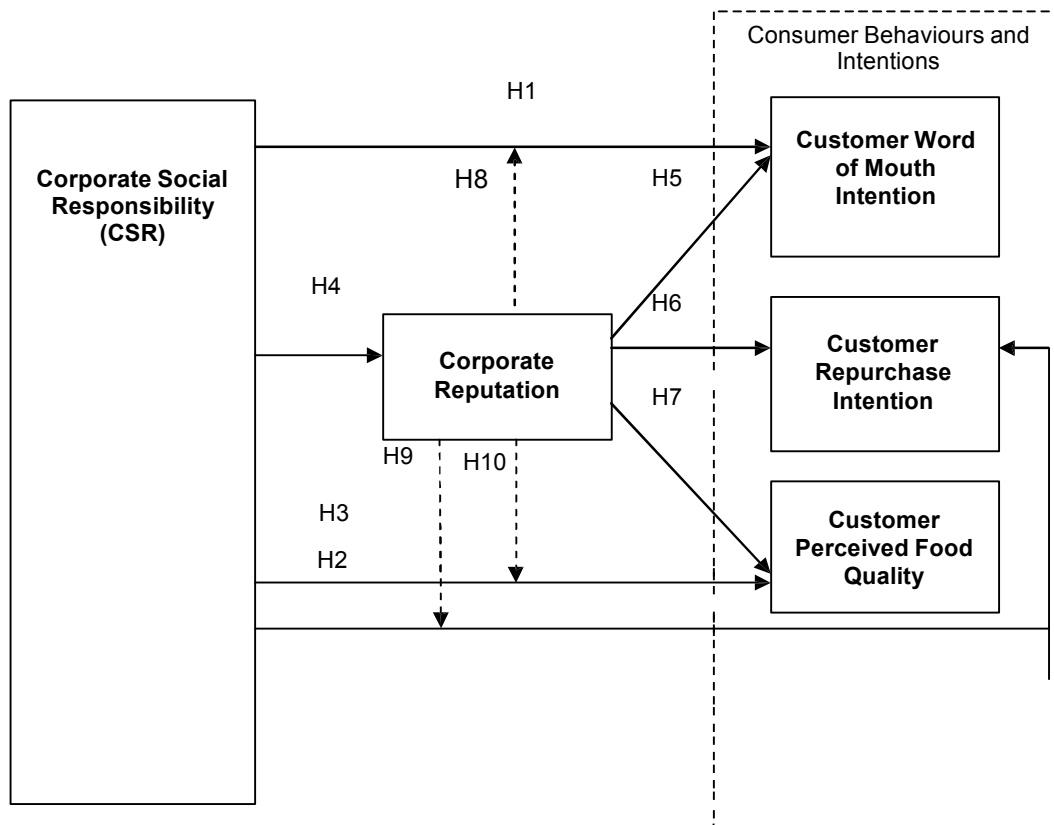 Consumer Behaviours and
Intentions
H1
Customer Word
of Mouth
Intention
Corporate Social
Responsibility
(CSR)
H8
H5
H4
H6
Corporate
Reputation
Customer
Repurchase
Intention
H7
H9
H10
H3
H2
Customer
Perceived Food
Quality